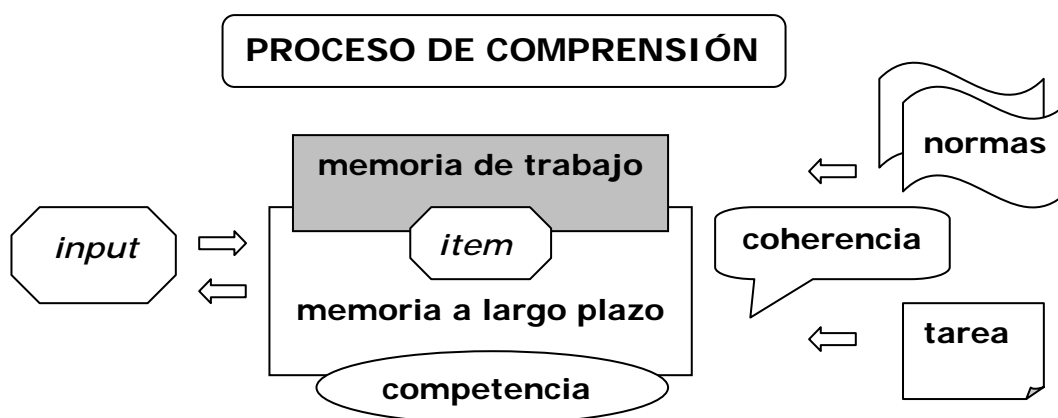 PROCESO DE COMPRENSIÓN
normas
memoria de trabajo
input
item
coherencia
memoria a largo plazo
tarea
competencia